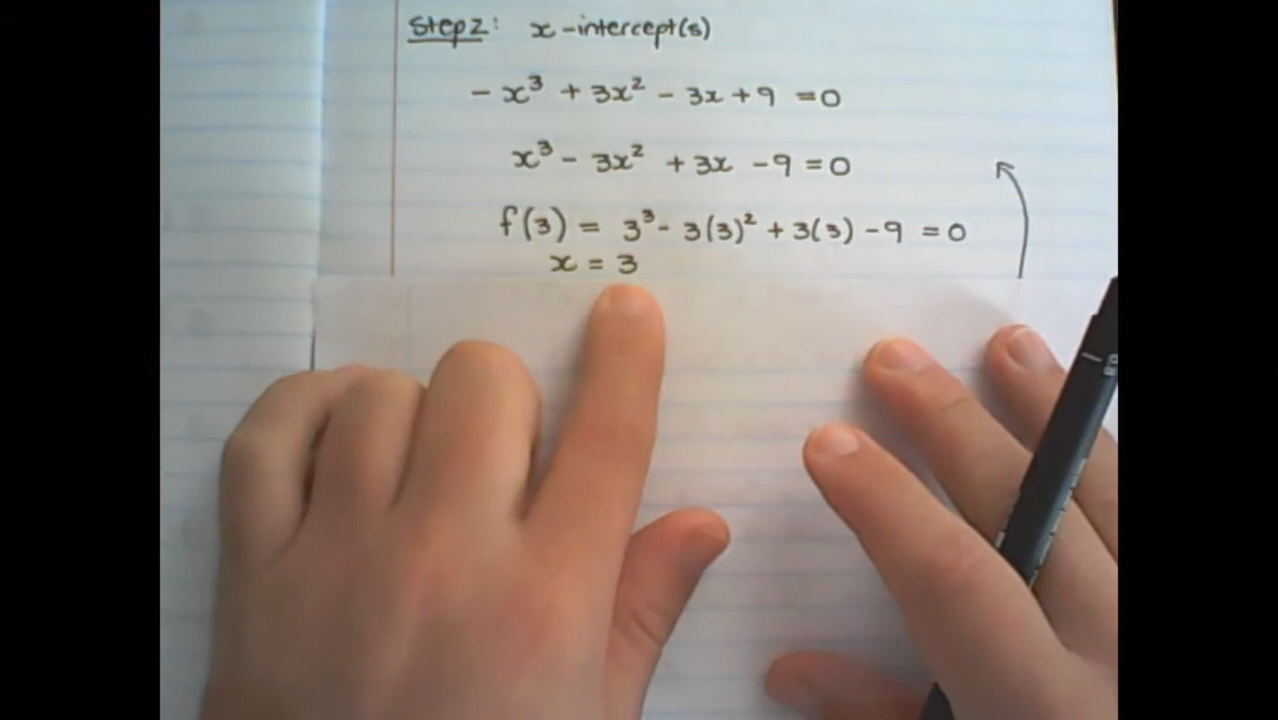 Step 2: x-intercept(s)
- x³ + 3x² - 3x + 9 = 0
x³ - 3x² + 3x - 9 = 0
f(3) = 3³ - 3(3)² + 3(3) - 9 = 0
x = 3